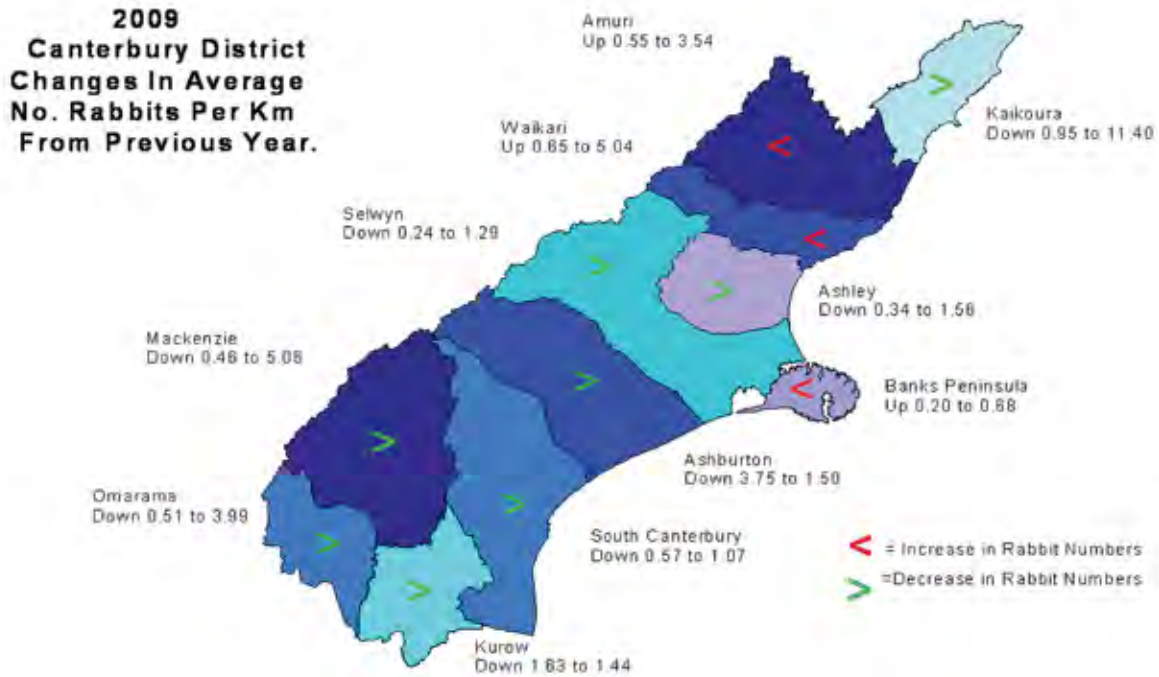 2009
Canterbury District
Changes In Average
No. Rabbits Per Km
From Previous Year.
Amuri
Up 0.55 to 3.54
Kaikoura
Down 0.95 to 11.40
Waikari
Up 0.65 to 5.04
Selwyn
Down 0.24 to 1.29
Ashley
Down 0.34 to 1.56
Mackenzie
Down 0.46 to 5.08
Banks Peninsula
Up 0.20 to 0.68
Ashburton
Down 3.75 to 1.50
Omarama
Down 0.51 to 3.99
South Canterbury
Down 0.57 to 1.07
< = Increase in Rabbit Numbers
> =Decrease in Rabbit Numbers
Kurow
Down 1.63 to 1.44